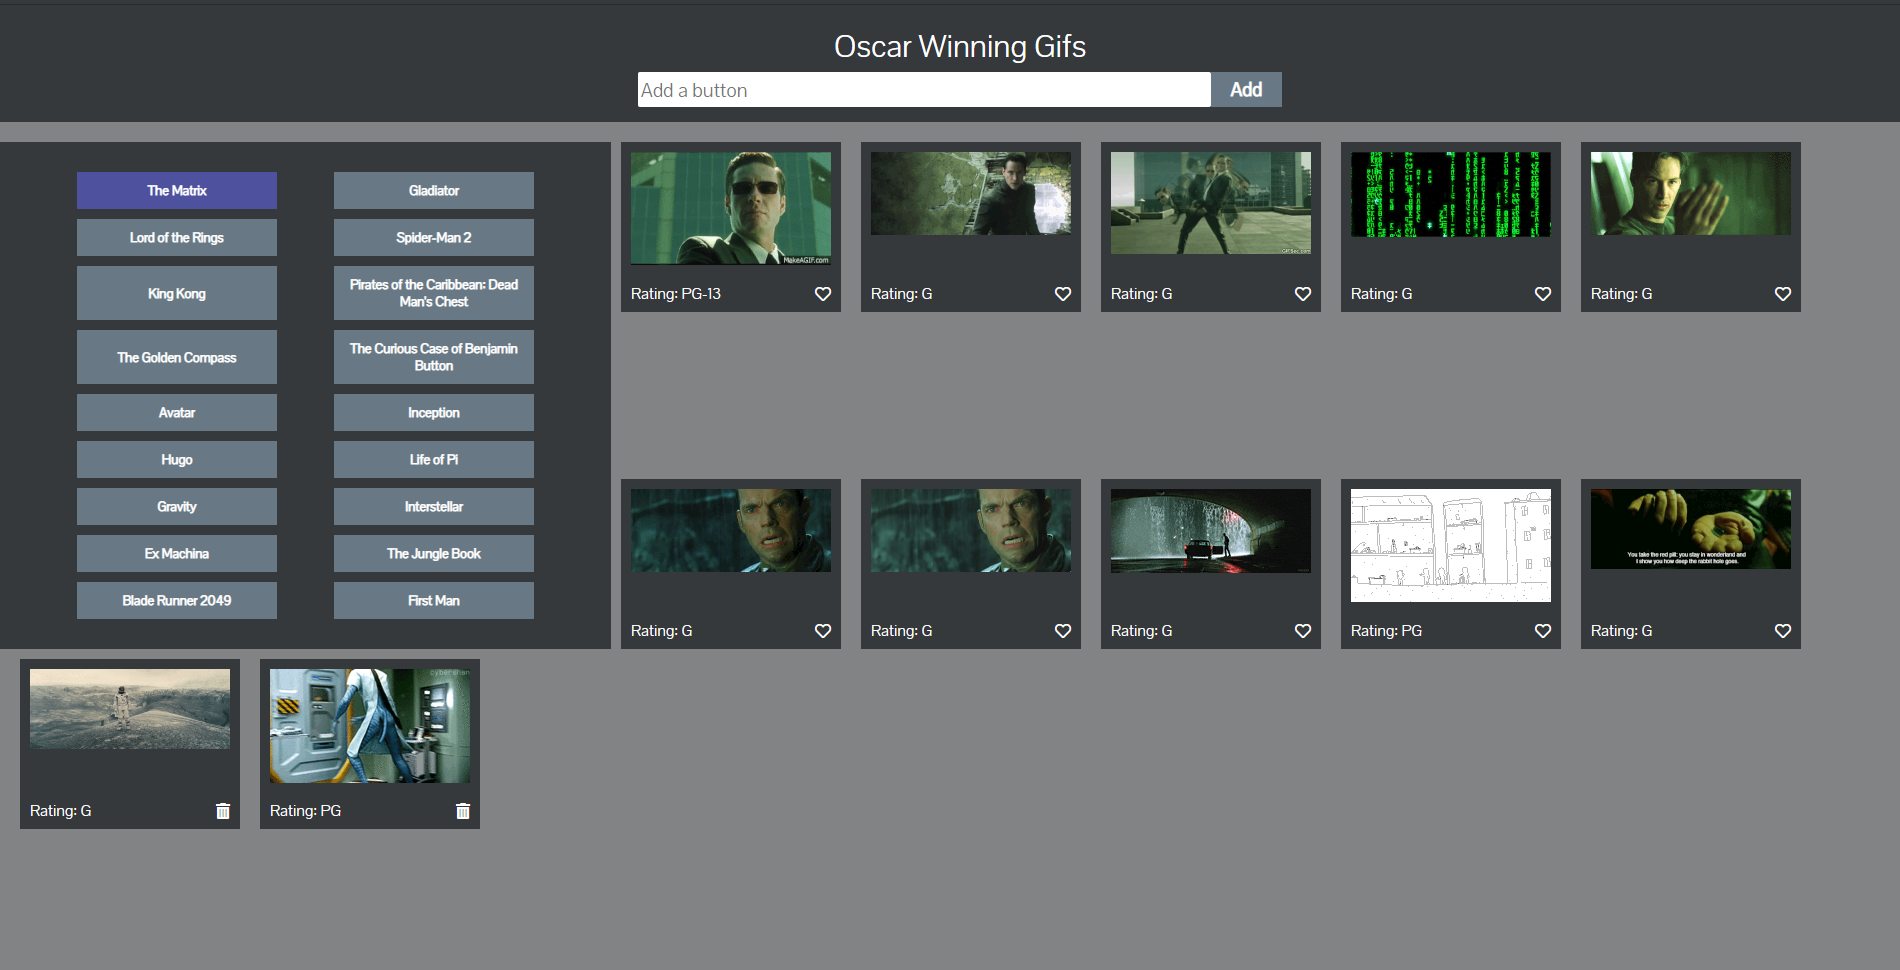 Oscar Winning Gifs
Add a button
Add
The Matrix
Gladiator
Lord of the Rings
Spider-Man 2
King Kong
Pirates of the Caribbean: Dead
Man's Chest
The Golden Compass
The Curious Case of Benjamin
Button
Avatar
Inception
Hugo
Life of Pi
Gravity
Interstellar
Ex Machina
The Jungle Book
Blade Runner 2049
First Man
MakeAGIF.com
GifSec.com
Rating: PG-13
Rating: G
Rating: G
Rating: G
Rating: G
You take the red pill: you stay in wonderland and
I show you how deep the rabbit hole goes.
Rating: G
Rating: G
Rating: G
Rating: PG
Rating: G
cybershen
Rating: G
Rating: PG